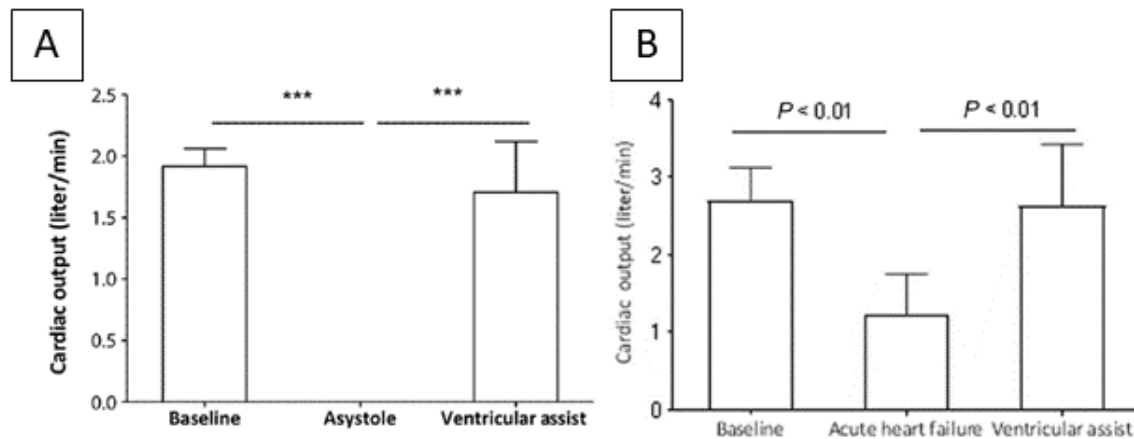 A
Cardiac output (liter/min)
2.5
2.0
1.5
1.0
0.5
0.0
***
***
Baseline
Asystole
Ventricular assist
B
Cardiac output (liter/min)
4
3
2
1
0
P < 0.01
P < 0.01
Baseline
Acute heart failure
Ventricular assist